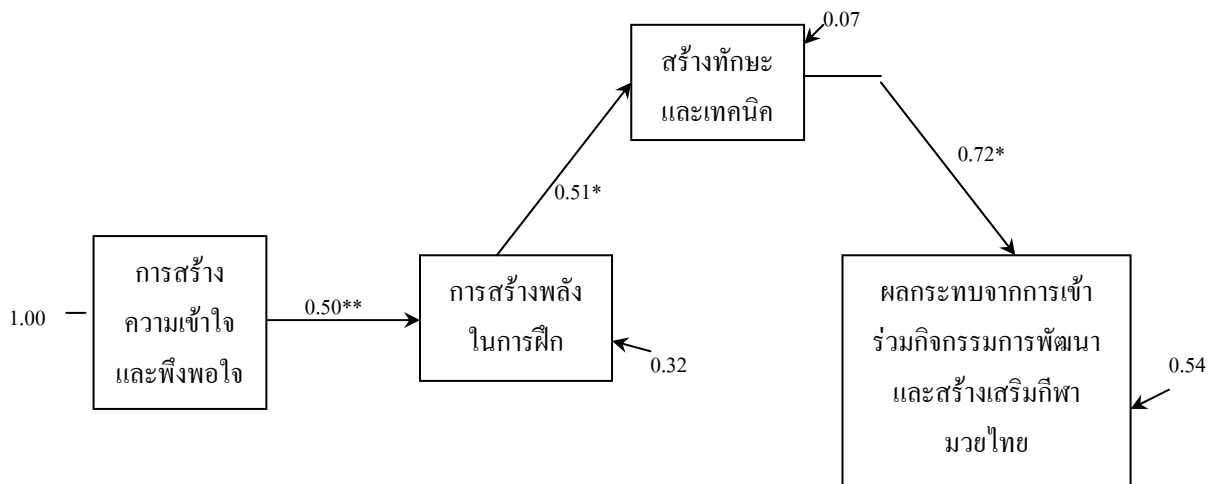 0.07
สร้างทักษะ
และเทคนิค
0.72*
0.51*
การสร้าง
ความเข้าใจ
และพึงพอใจ
1.00
0.50**
การสร้างพลัง
ในการฝึก
0.32
ผลกระทบจากการเข้า
ร่วมกิจกรรมการพัฒนา
และสร้างเสริมกีฬา
มวยไทย
0.54